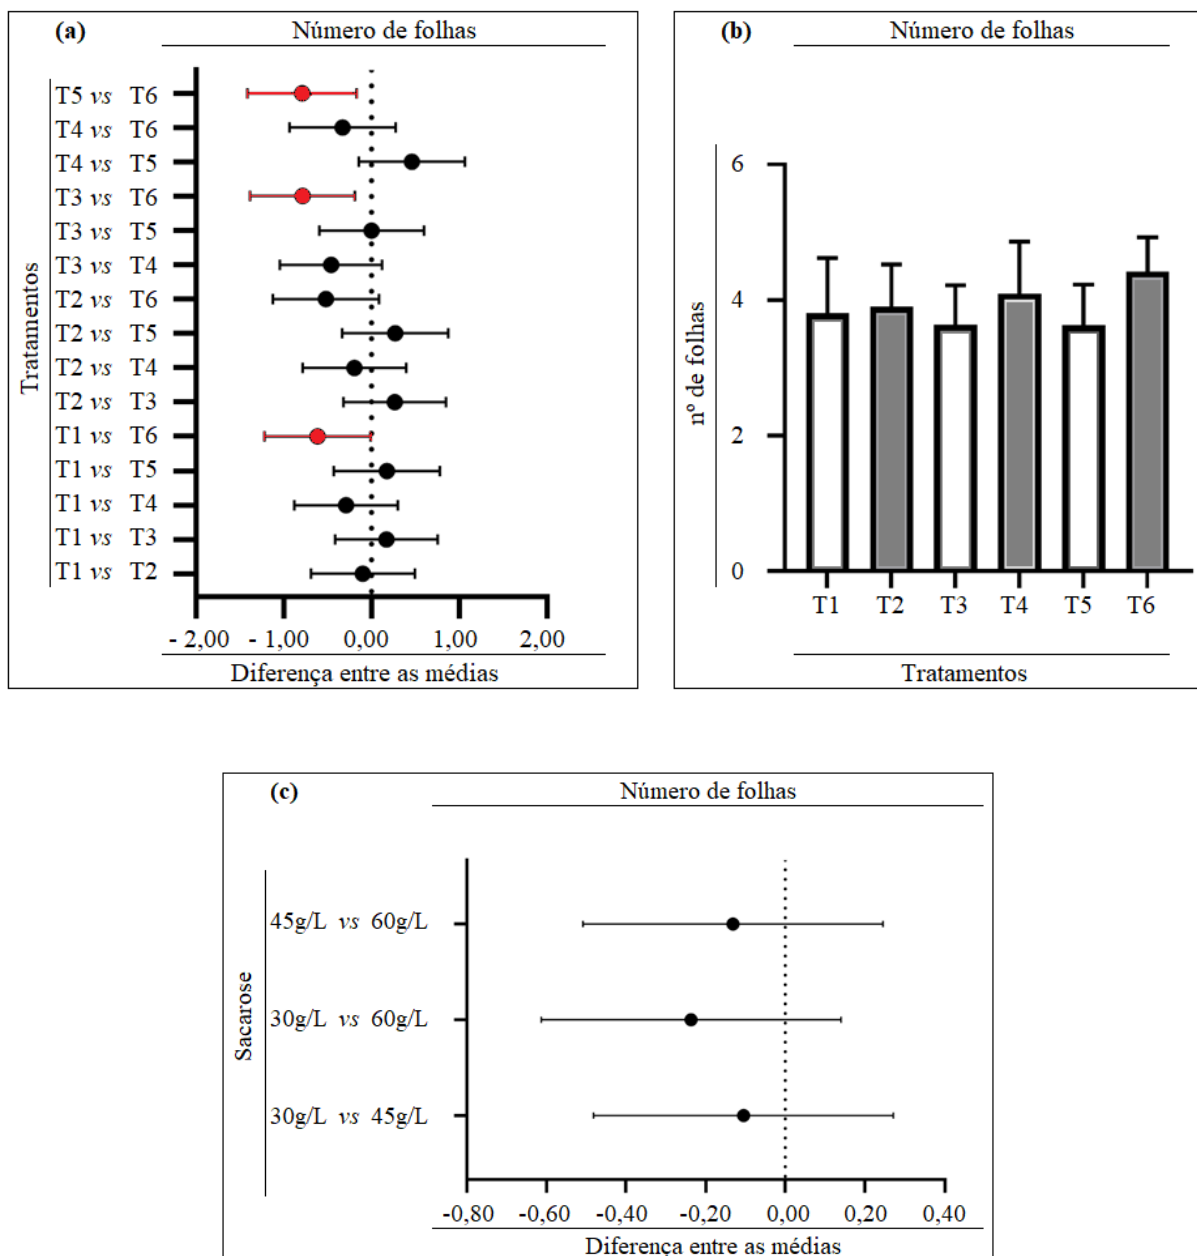 (a)
Número de folhas
Tratamentos
T5 vs T6
T4 vs T6
T4 vs T5
T3 vs T6
T3 vs T5
T3 vs T4
T2 vs T6
T2 vs T5
T2 vs T4
T2 vs T3
T1 vs T6
T1 vs T5
T1 vs T4
T1 vs T3
T1 vs T2
- 2,00 - 1,00 0,00 1,00 2,00
Diferença entre as médias
(b)
Número de folhas
nº de folhas
6
4
2
0
T1 T2 T3 T4 T5 T6
Tratamentos
(c)
Número de folhas
Sacarose
45g/L vs 60g/L
30g/L vs 60g/L
30g/L vs 45g/L
-0,80 -0,60 -0,40 -0,20 0,00 0,20 0,40
Diferença entre as médias